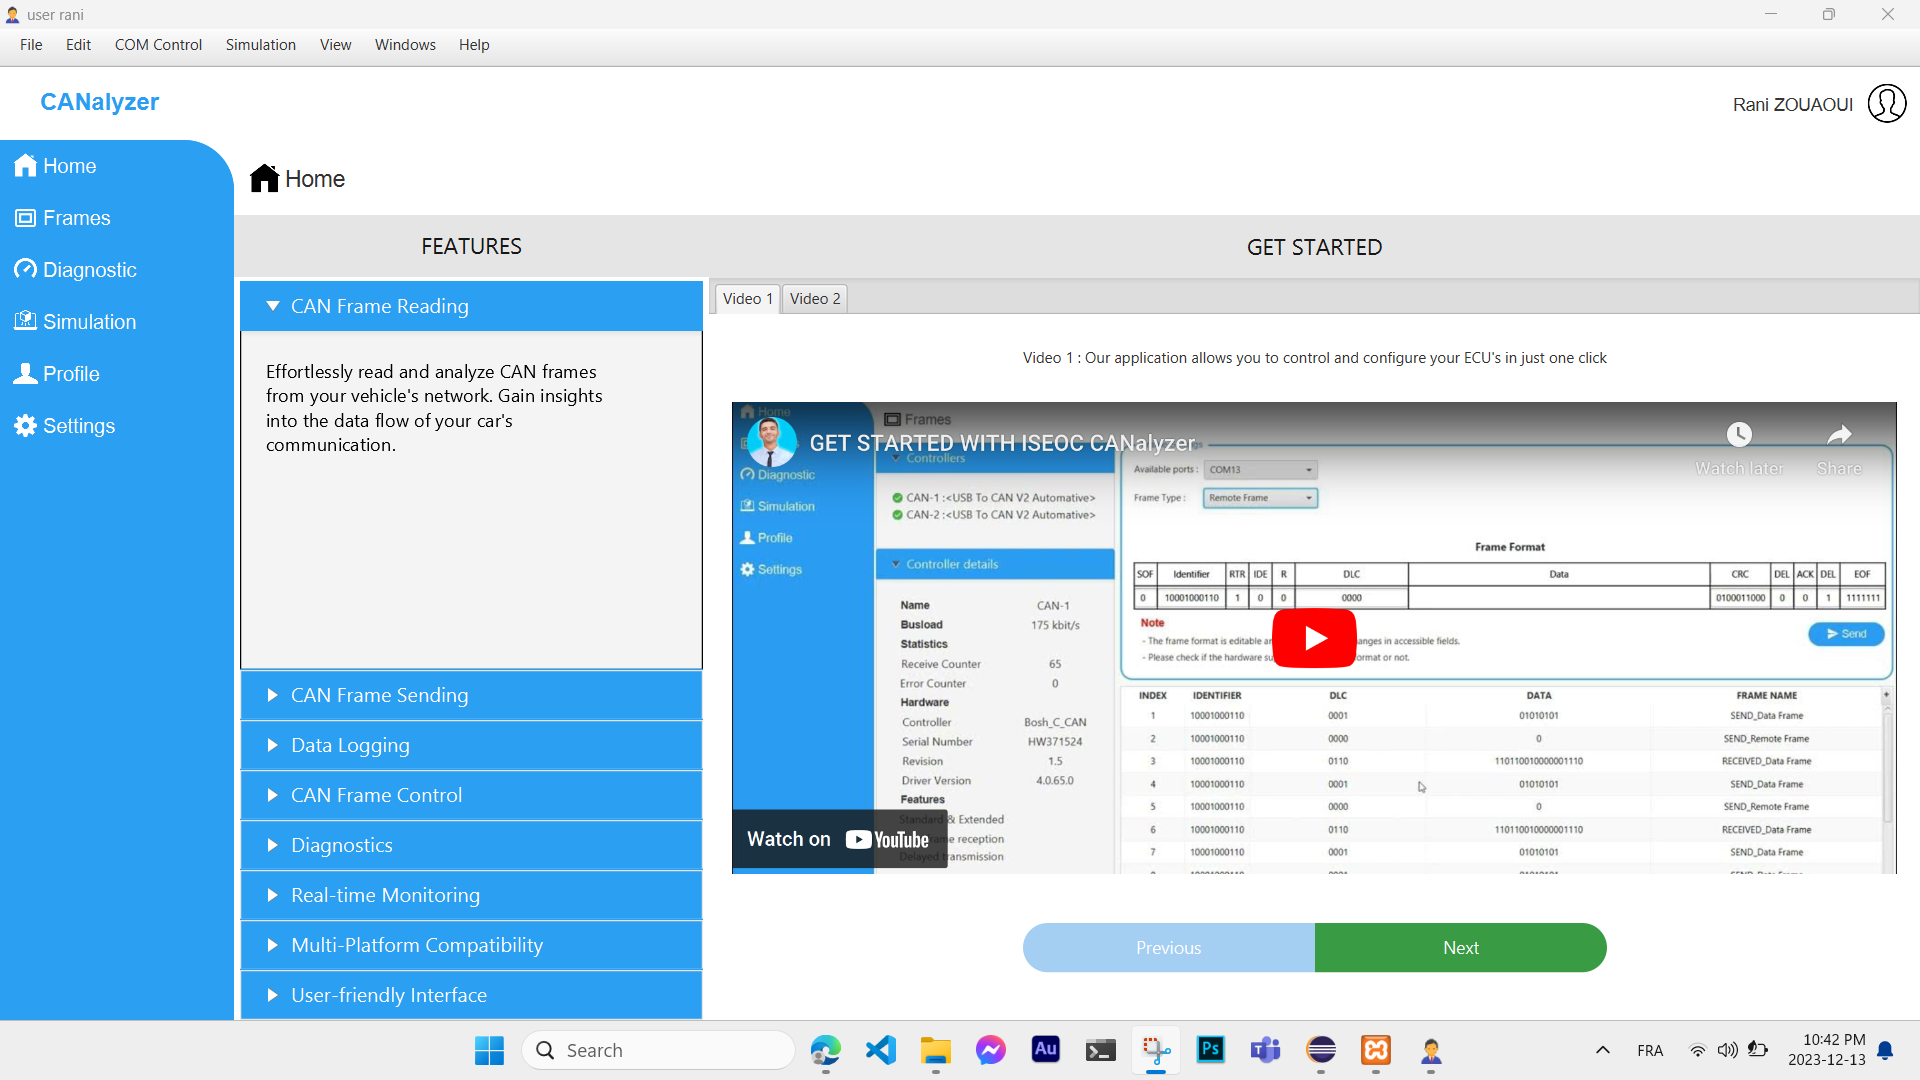 user rani
File Edit COM Control Simulation View Windows Help
CANalyzer
Rani ZOUAOUI
Home
Frames
Diagnostic
Simulation
Profile
Settings
Home
FEATURES
GET STARTED
CAN Frame Reading
Effortlessly read and analyze CAN frames
from your vehicle's network. Gain insights
into the data flow of your car's
communication.
CAN Frame Sending
Data Logging
CAN Frame Control
Diagnostics
Real-time Monitoring
Multi-Platform Compatibility
User-friendly Interface
Video 1 Video 2
Video 1 : Our application allows you to control and configure your ECU's in just one click
Home
Frames
GET STARTED WITH ISEOC CANalyzer
Watch later
Share
Diagnostic
Simulation
Profile
Settings
Controllers
CAN-1 :<USB To CAN V2 Automative>
CAN-2 :<USB To CAN V2 Automative>
Controller details
Name CAN-1
Busload 175 kbit/s
Statistics
Receive Counter 65
Error Counter 0
Hardware
Controller Bosh_C_CAN
Serial Number HW371524
Revision 1.5
Driver Version 4.0.65.0
Features
Standard & Extended
frame reception
Delayed transmission
Watch on YouTube
Available ports : COM13
Frame Type : Remote Frame
Frame Format
SOF Identifier RTR IDE R DLC Data CRC DEL ACK DEL EOF
0 10001000110 1 0 0 0000 0100011000 0 0 1 1111111
Note
- The frame format is editable anges in accessible fields.
- Please check if the hardware ormat or not.
Send
INDEX IDENTIFIER DLC DATA FRAME NAME
1 10001000110 0001 01010101 SEND_Data Frame
2 10001000110 0000 0 SEND_Remote Frame
3 10001000110 0110 110110010000001110 RECEIVED_Data Frame
4 10001000110 0001 01010101 SEND_Data Frame
5 10001000110 0000 0 SEND_Remote Frame
6 10001000110 0110 110110010000001110 RECEIVED_Data Frame
7 10001000110 0001 01010101 SEND_Data Frame
Previous
Next
Search
Au
Ps
FRA
10:42 PM
2023-12-13